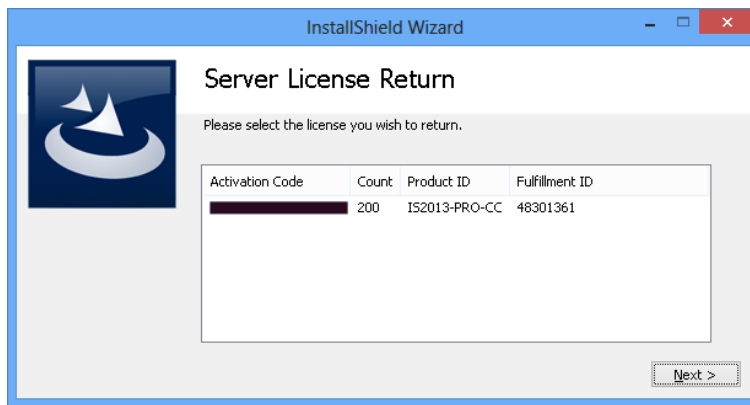 InstallShield Wizard
Server License Return
Please select the license you wish to return.
Activation Code Count Product ID Fulfillment ID
200 IS2013-PRO-CC 48301361
Next >